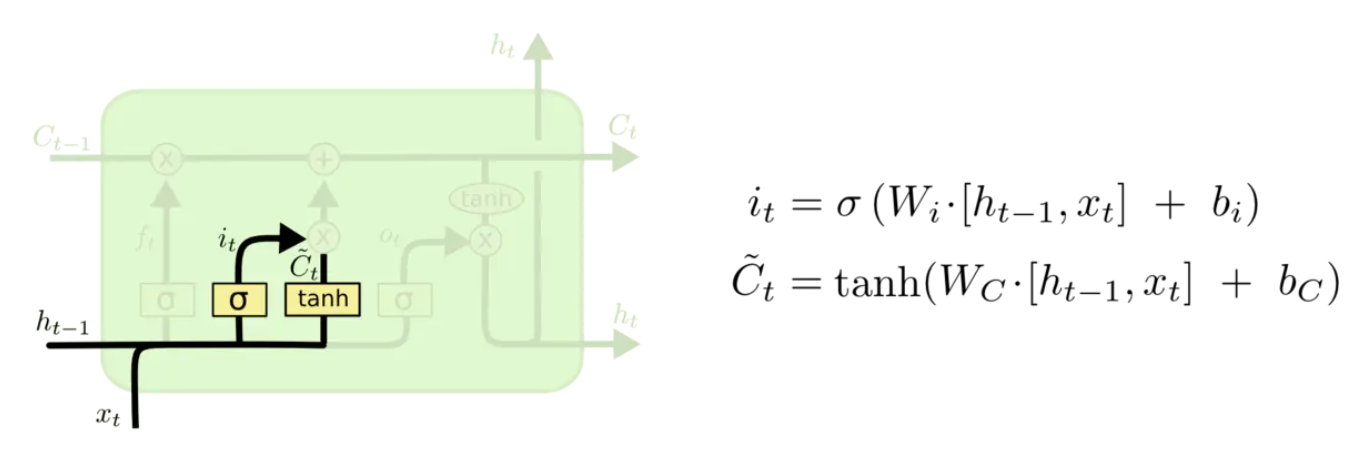 h_t
C_{t-1}
C_t
x
+
tanh
f_t
i_t
x
o_t
x
C̃_t
σ
σ
tanh
σ
h_{t-1}
h_t
x_t
i_t = σ (W_i·[h_{t-1}, x_t] + b_i)
C̃_t = tanh(W_C·[h_{t-1}, x_t] + b_C)